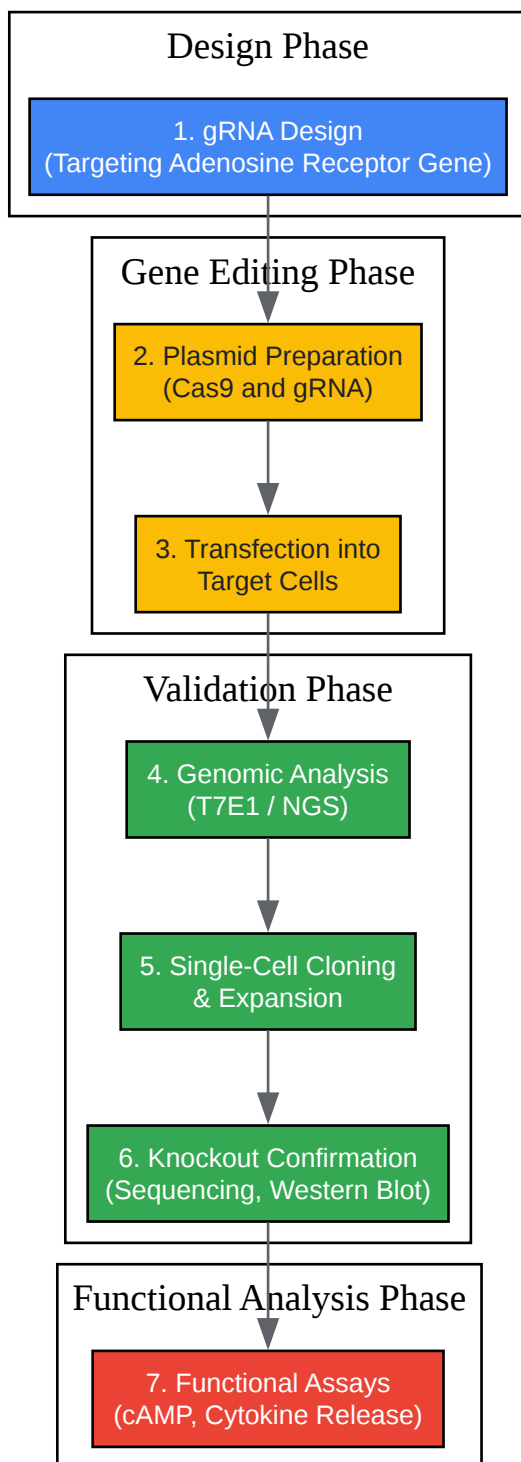 Design Phase
1. gRNA Design
(Targeting Adenosine Receptor Gene)
Gene Editing Phase
2. Plasmid Preparation
(Cas9 and gRNA)
3. Transfection into
Target Cells
Validation Phase
4. Genomic Analysis
(T7E1 / NGS)
5. Single-Cell Cloning
& Expansion
6. Knockout Confirmation
(Sequencing, Western Blot)
Functional Analysis Phase
7. Functional Assays
(cAMP, Cytokine Release)